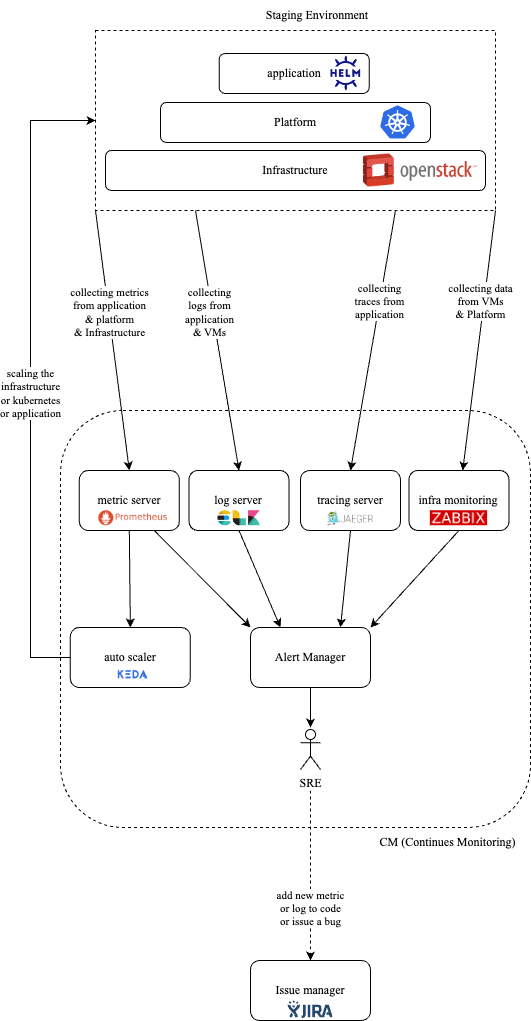 Staging Environment
application
HELM
Platform
Infrastructure
openstack™
collecting metrics
from application
& platform
& Infrastructure
collecting
logs from
application
& VMs
collecting
traces from
application
collecting data
from VMs
& Platform
scaling the
infrastructure
or kubernetes
or application
metric server
Prometheus
log server
ELK
tracing server
JAEGER
infra monitoring
ZABBIX
auto scaler
KEDA
Alert Manager
SRE
CM (Continues Monitoring)
add new metric
or log to code
or issue a bug
Issue manager
JIRA